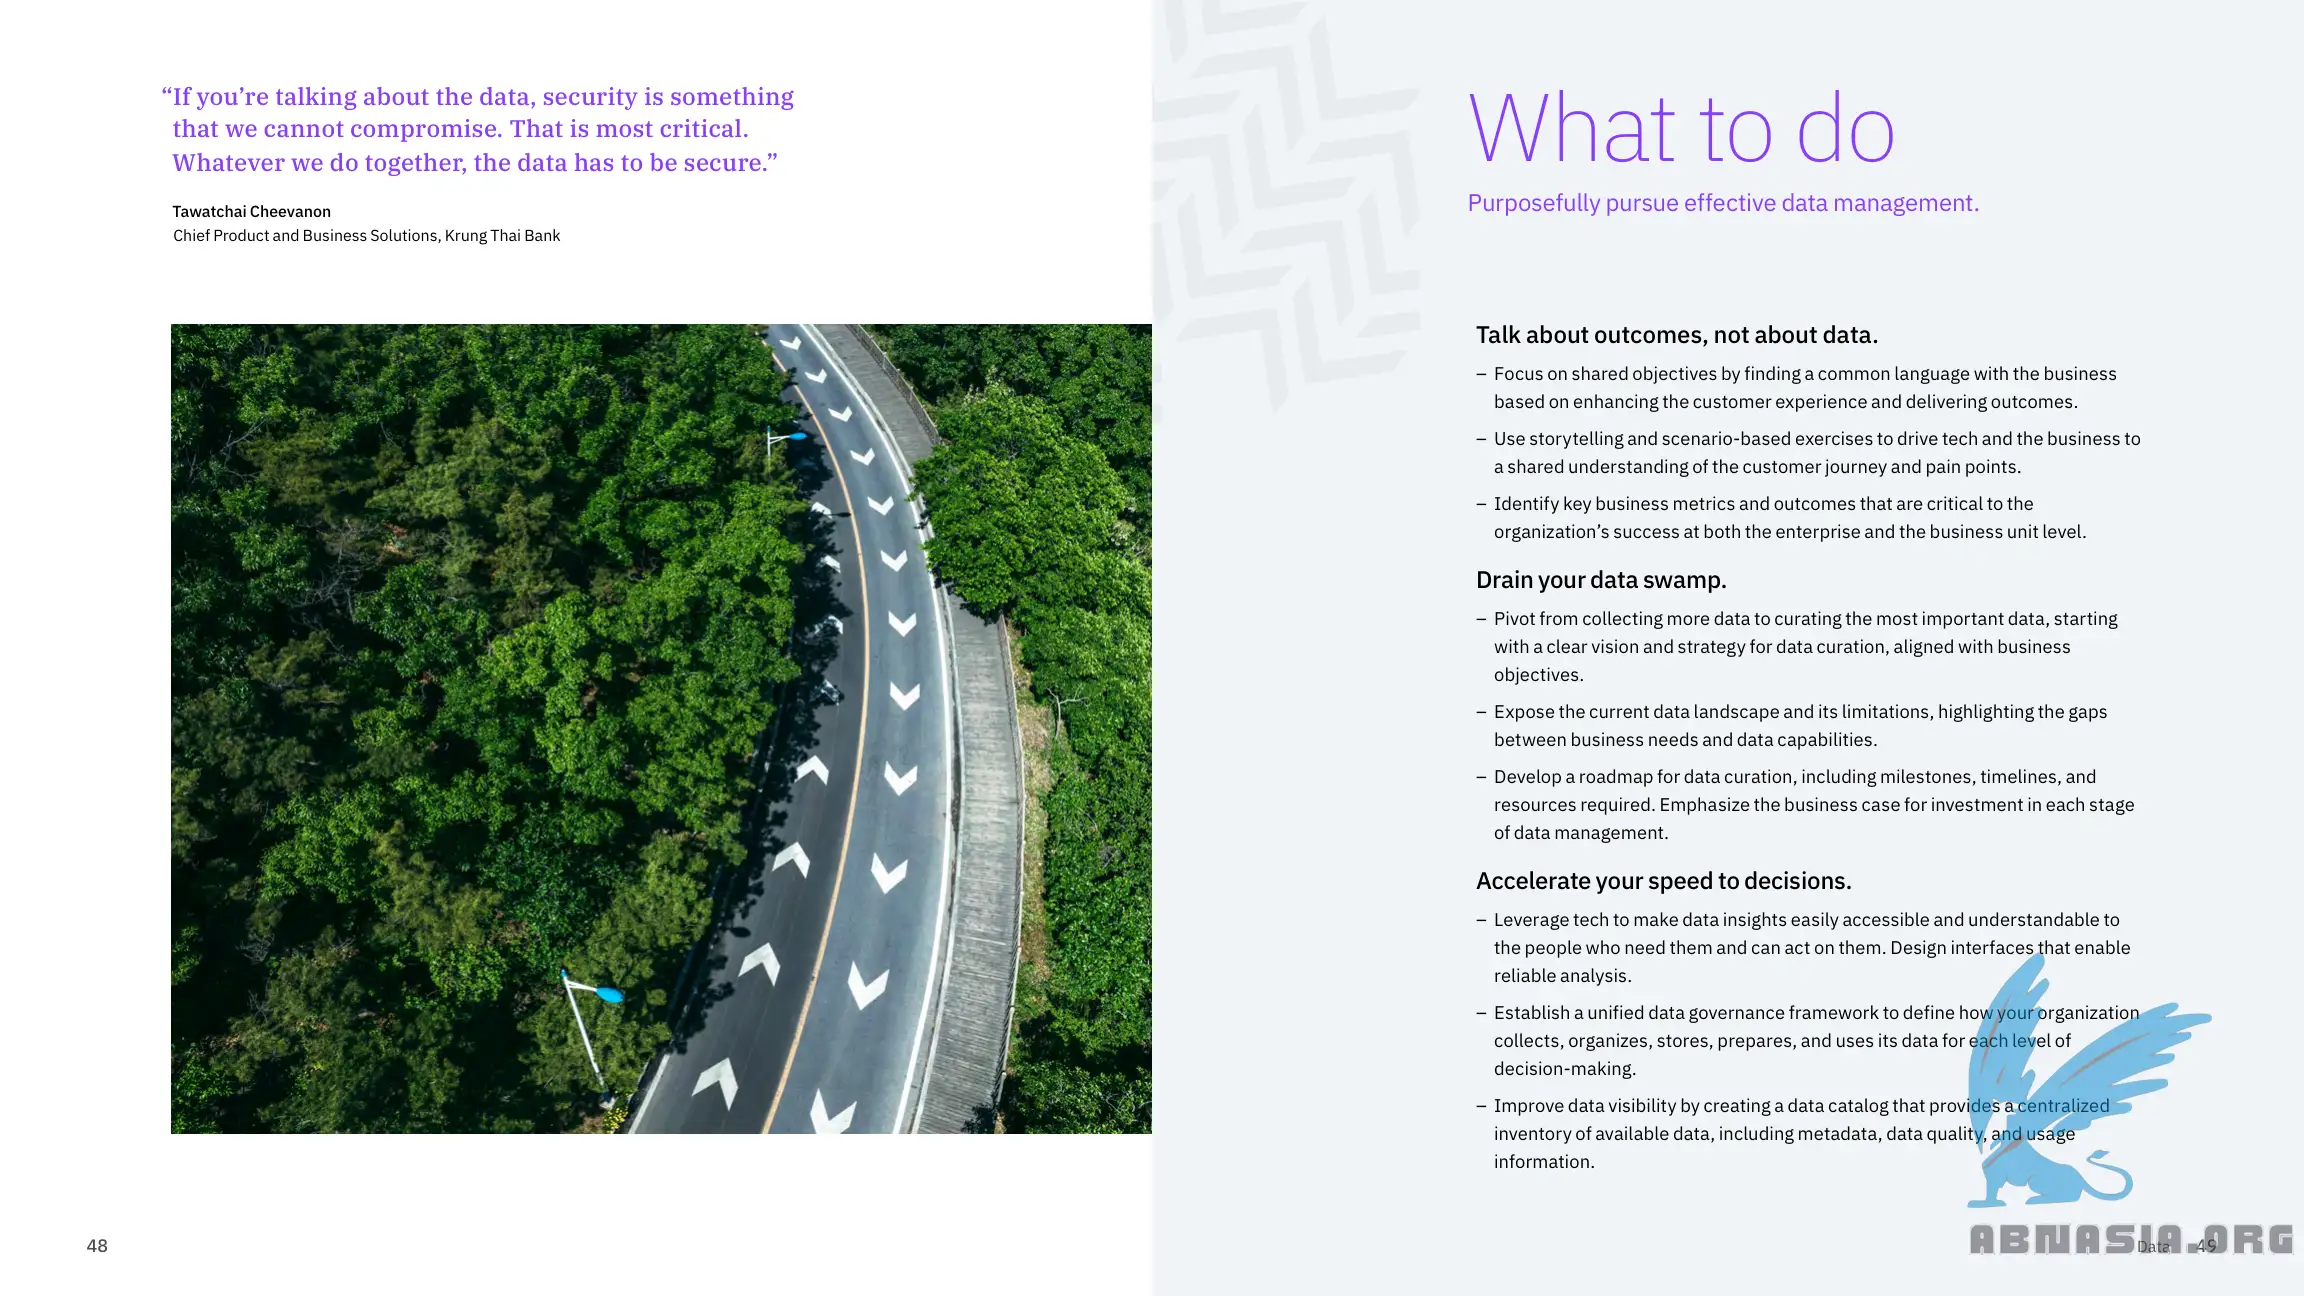 “If you’re talking about the data, security is something
that we cannot compromise. That is most critical.
Whatever we do together, the data has to be secure.”
Tawatchai Cheevanon
Chief Product and Business Solutions, Krung Thai Bank
48
What to do
Purposefully pursue effective data management.
Talk about outcomes, not about data.
– Focus on shared objectives by finding a common language with the business
based on enhancing the customer experience and delivering outcomes.
– Use storytelling and scenario-based exercises to drive tech and the business to
a shared understanding of the customer journey and pain points.
– Identify key business metrics and outcomes that are critical to the
organization’s success at both the enterprise and the business unit level.
Drain your data swamp.
– Pivot from collecting more data to curating the most important data, starting
with a clear vision and strategy for data curation, aligned with business
objectives.
– Expose the current data landscape and its limitations, highlighting the gaps
between business needs and data capabilities.
– Develop a roadmap for data curation, including milestones, timelines, and
resources required. Emphasize the business case for investment in each stage
of data management.
Accelerate your speed to decisions.
– Leverage tech to make data insights easily accessible and understandable to
the people who need them and can act on them. Design interfaces that enable
reliable analysis.
– Establish a unified data governance framework to define how your organization
collects, organizes, stores, prepares, and uses its data for each level of
decision-making.
– Improve data visibility by creating a data catalog that provides a centralized
inventory of available data, including metadata, data quality, and usage
information.
ABNASIA.ORG
Data 49